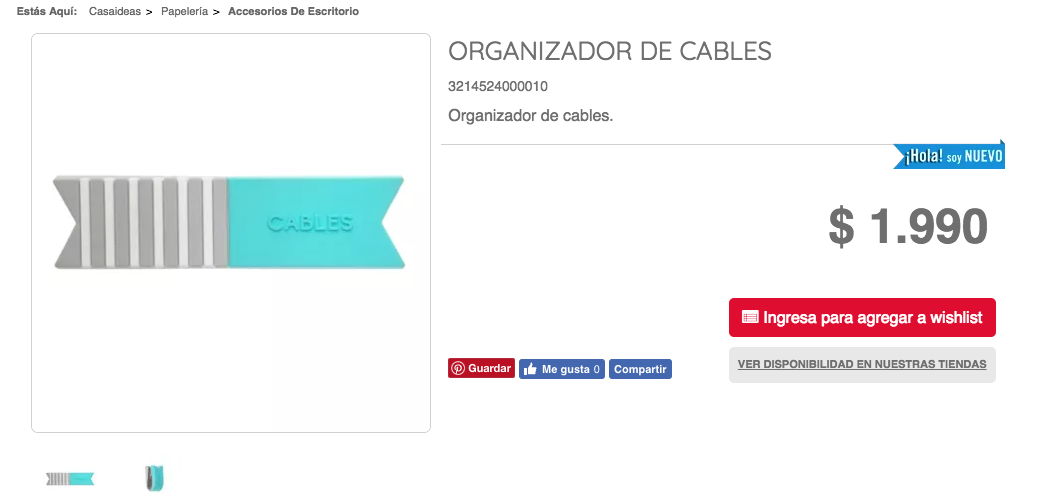 Estás Aquí: Casaideas > Papelería > Accesorios De Escritorio
ORGANIZADOR DE CABLES
3214524000010
Organizador de cables.
¡Hola! soy NUEVO
CABLES
$ 1.990
Ingresa para agregar a wishlist
VER DISPONIBILIDAD EN NUESTRAS TIENDAS
Guardar Me gusta 0 Compartir